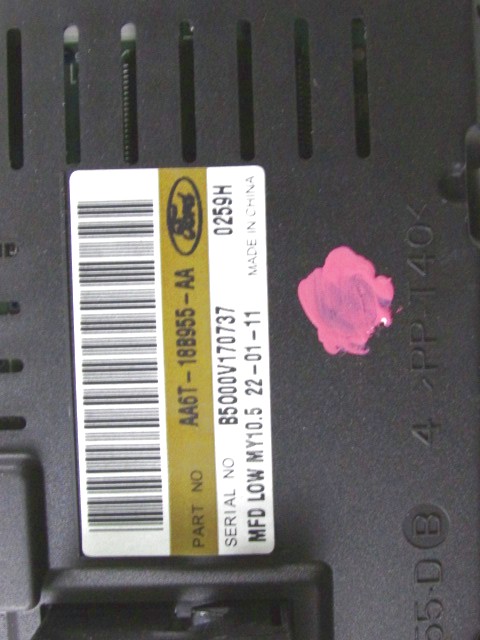 Ford
PART NO AA6T-18B955-AA
SERIAL NO B5000V170737 0259H
MFD LOW MY10.5 22-01-11 MADE IN CHINA
4 >PP-T40<
55-D B